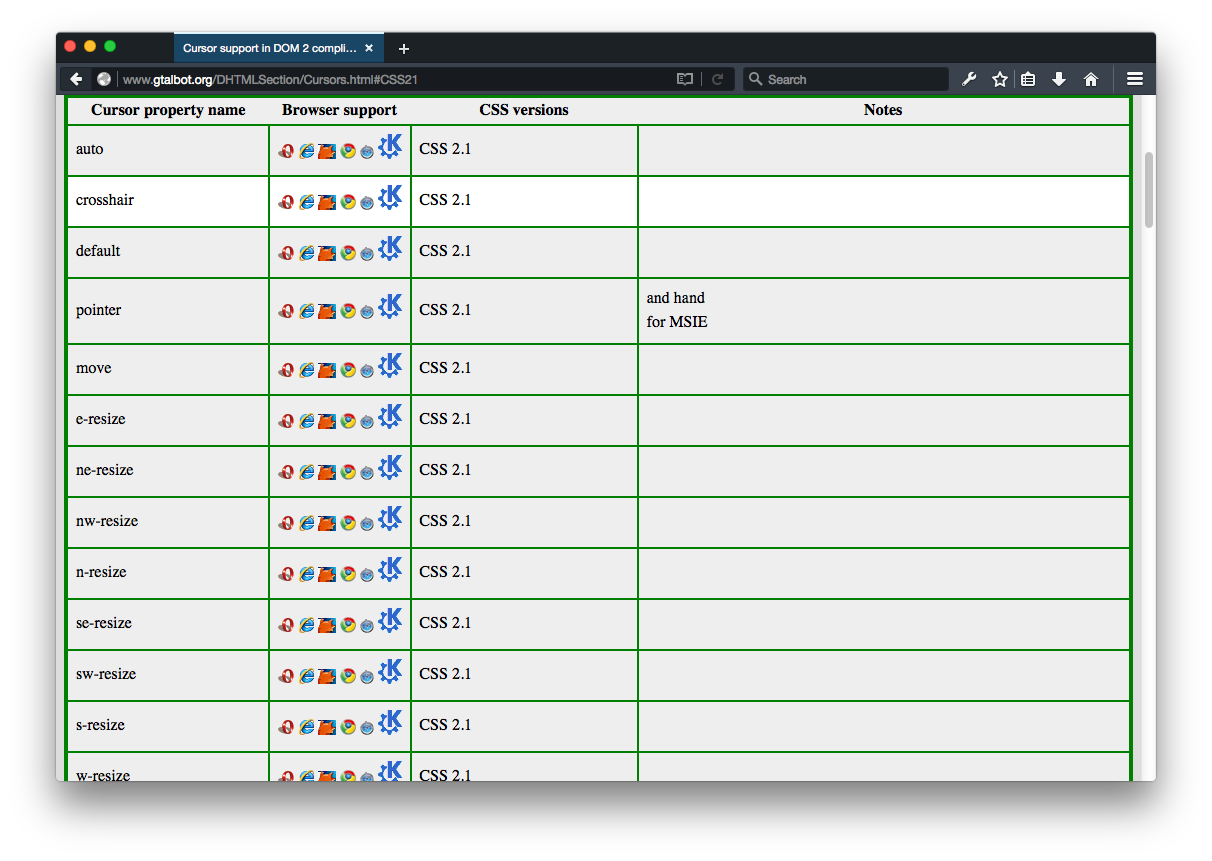 Cursor support in DOM 2 compli...
www.gtalbot.org/DHTMLSection/Cursors.html#CSS21
Search
Cursor property name Browser support CSS versions Notes
auto CSS 2.1
crosshair CSS 2.1
default CSS 2.1
pointer CSS 2.1 and hand
for MSIE
move CSS 2.1
e-resize CSS 2.1
ne-resize CSS 2.1
nw-resize CSS 2.1
n-resize CSS 2.1
se-resize CSS 2.1
sw-resize CSS 2.1
s-resize CSS 2.1
w-resize CSS 2.1